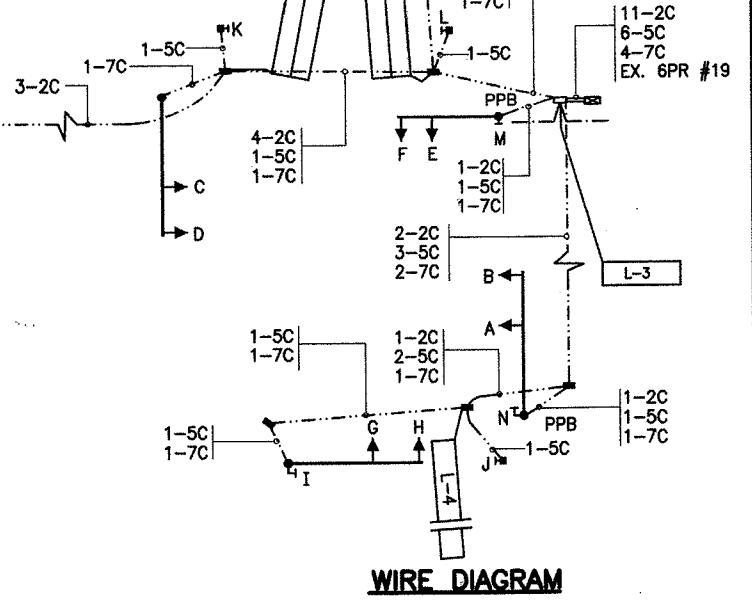 1-7C
11-2C
6-5C
4-7C
EX. 6PR #19
K
L
1-5C
1-5C
1-7C
3-2C
PPB
M
4-2C
1-5C
1-7C
F
E
1-2C
1-5C
1-7C
C
D
2-2C
3-5C
2-7C
B
L-3
A
1-5C
1-7C
1-2C
2-5C
1-7C
N
PPB
1-2C
1-5C
1-7C
G
H
1-5C
1-7C
I
J
1-5C
L-4
WIRE DIAGRAM